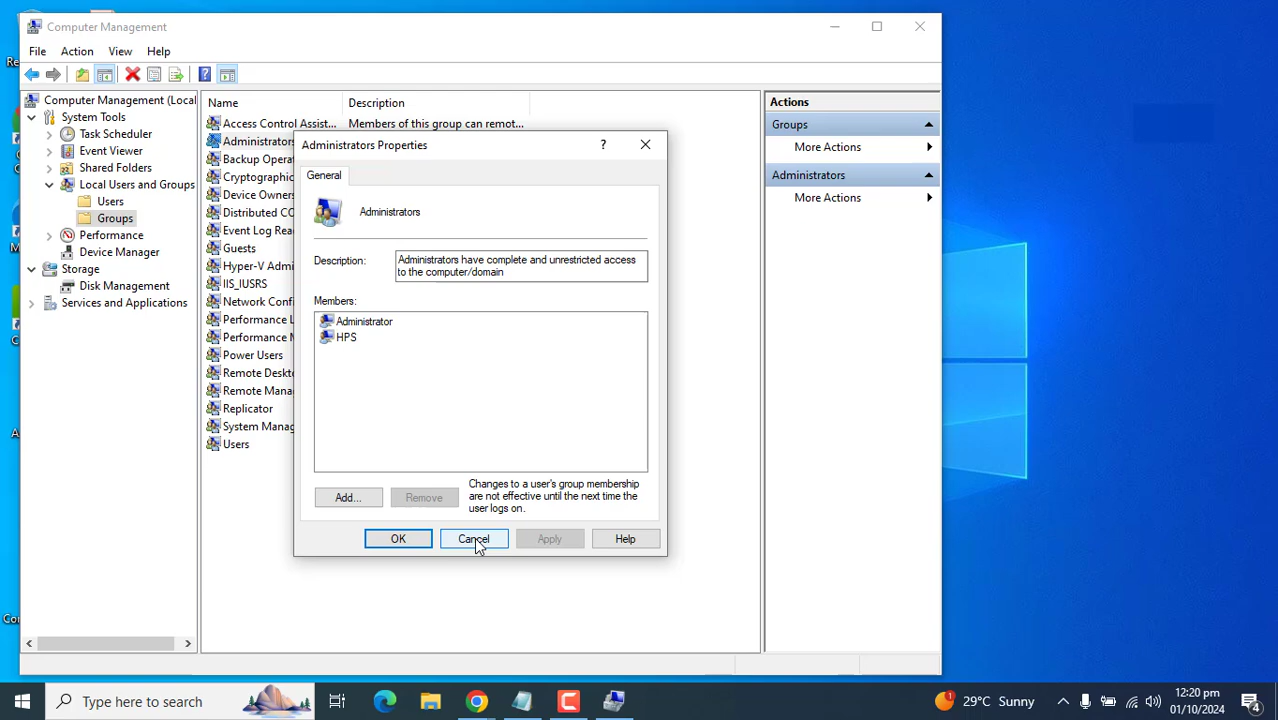 Computer Management
File Action View Help
Computer Management (Local
System Tools
Task Scheduler
Event Viewer
Shared Folders
Local Users and Groups
Users
Groups
Performance
Device Manager
Storage
Disk Management
Services and Applications
Name Description
Access Control Assist... Members of this group can remot...
Administrators
Backup Opera
Cryptographic
Device Owners
Distributed CO
Event Log Rea
Guests
Hyper-V Admi
IIS_IUSRS
Network Confi
Performance L
Performance M
Power Users
Remote Deskto
Remote Mana
Replicator
System Manag
Users
Administrators Properties
General
Administrators
Description: Administrators have complete and unrestricted access
to the computer/domain
Members:
Administrator
HPS
Add... Remove
Changes to a user's group membership
are not effective until the next time the
user logs on.
OK Cancel Apply Help
Actions
Groups
More Actions
Administrators
More Actions
Type here to search
1
29°C Sunny
12:20 pm
01/10/2024
4